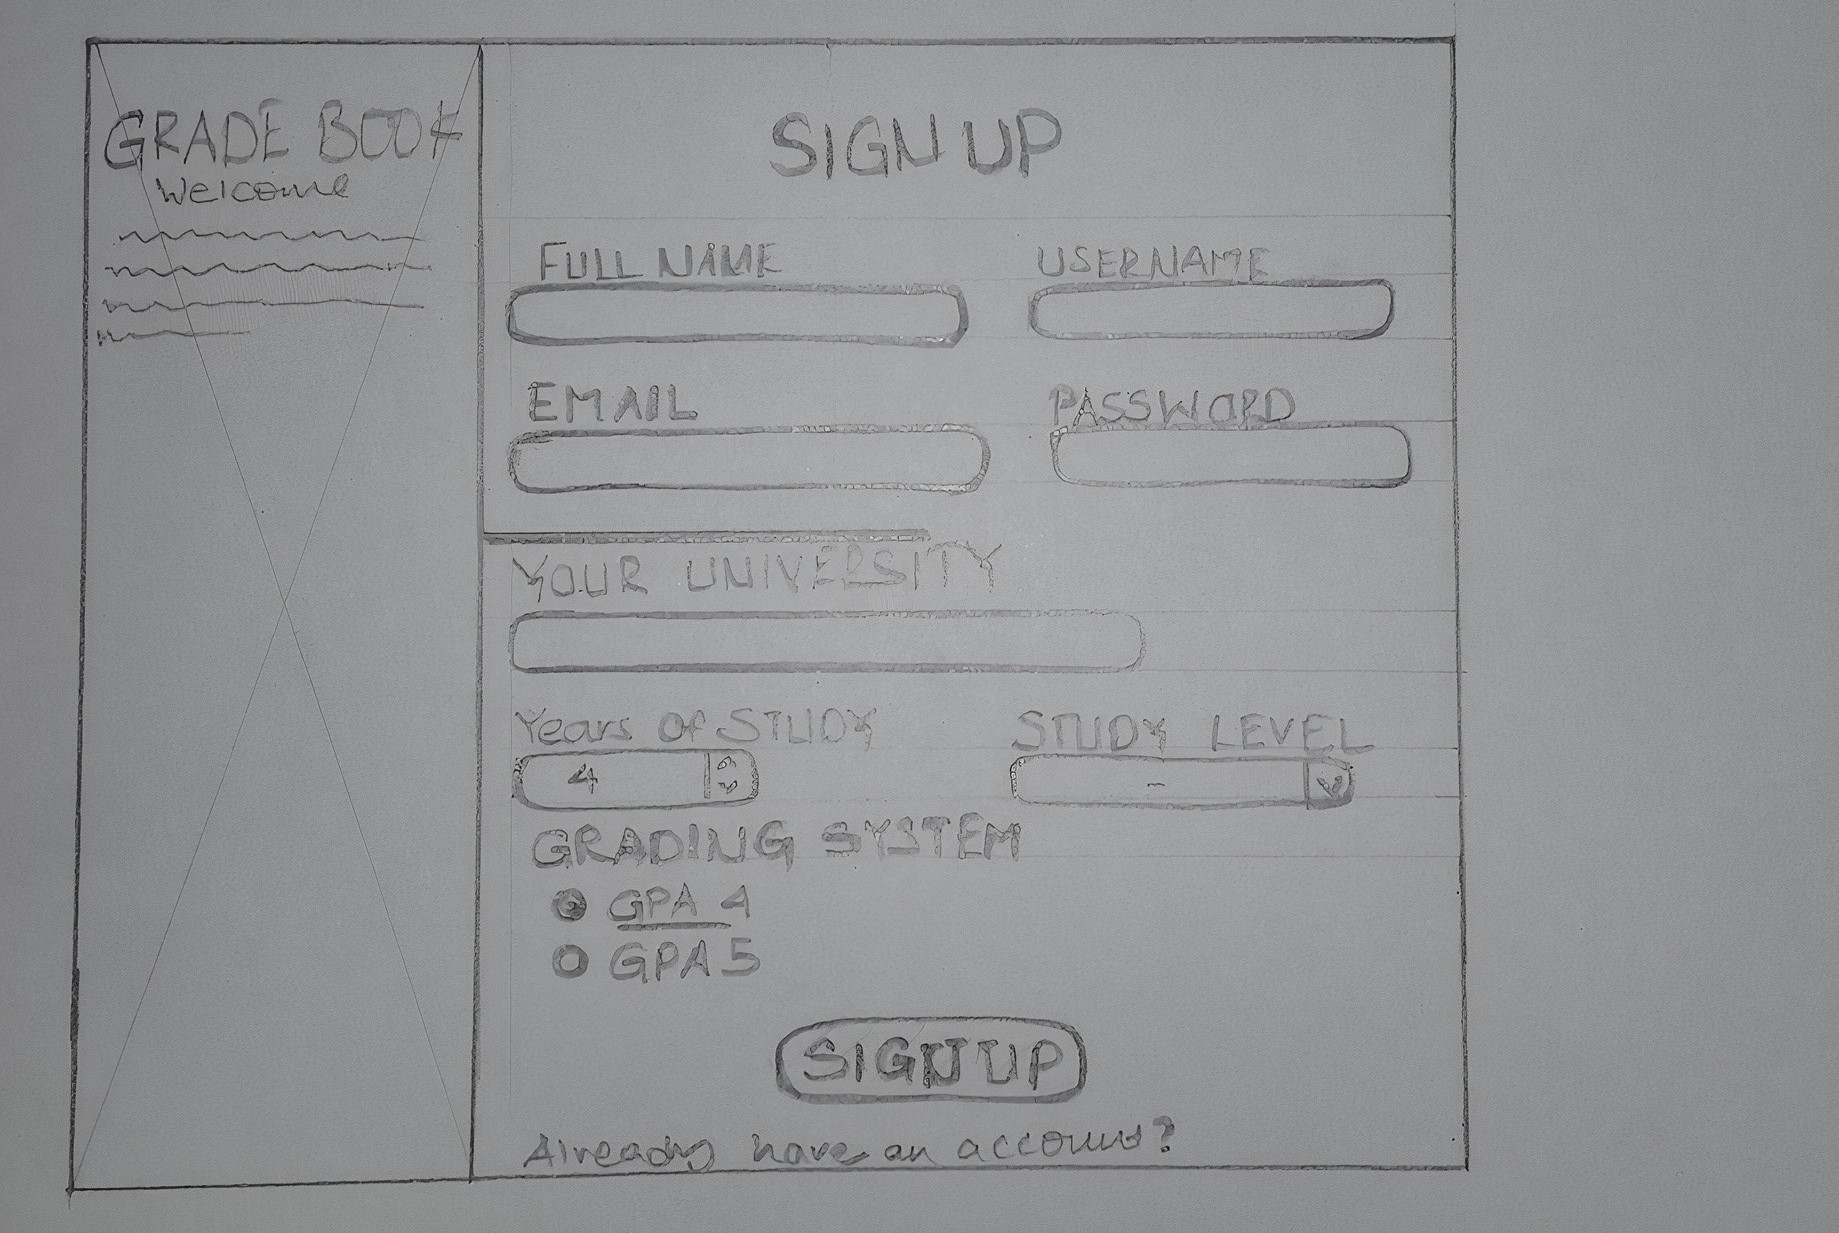 GRADE BOOK
Welcome
SIGN UP
FULL NAME
USERNAME
EMAIL
PASSWORD
YOUR UNIVERSITY
Years of STUDY
STUDY LEVEL
4
-
GRADING SYSTEM
GPA 4
GPA 5
SIGN UP
Already have an account?